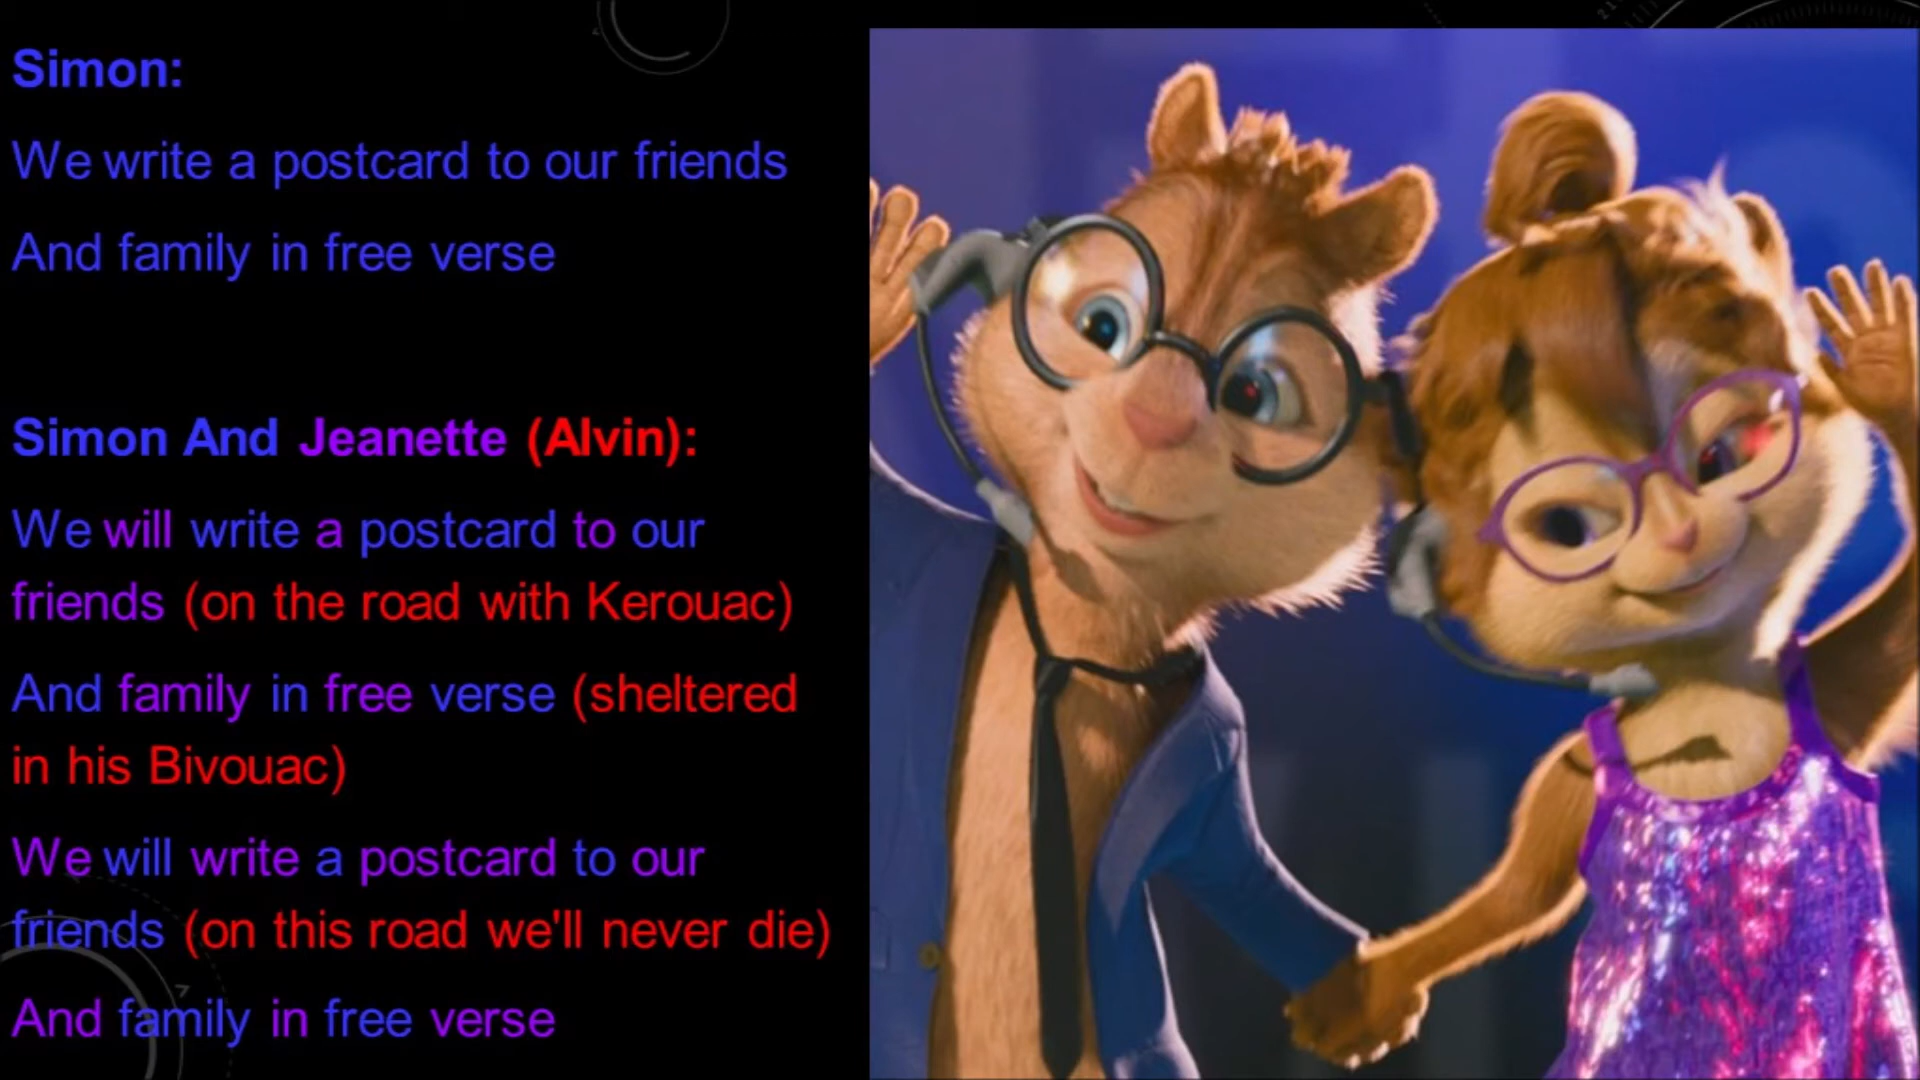 Simon:
We write a postcard to our friends
And family in free verse
Simon And Jeanette (Alvin):
We will write a postcard to our
friends (on the road with Kerouac)
And family in free verse (sheltered
in his Bivouac)
We will write a postcard to our
friends (on this road we'll never die)
And family in free verse